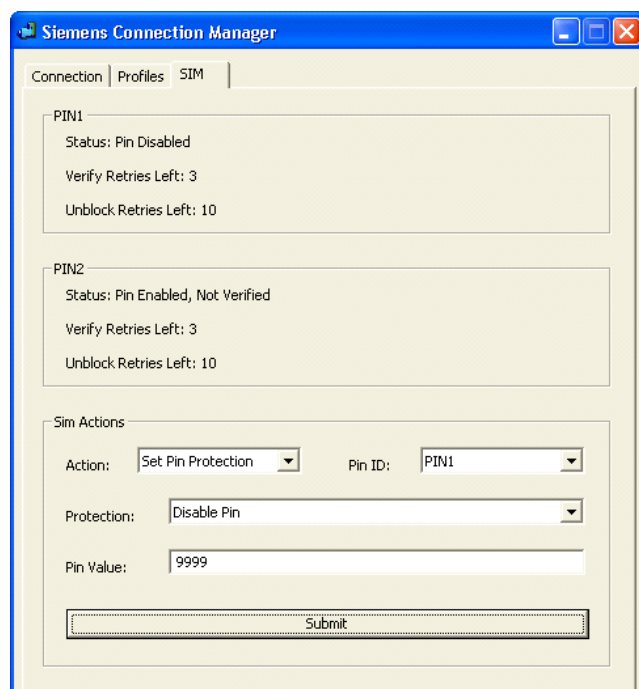 Siemens Connection Manager
Connection Profiles SIM
PIN1
Status: Pin Disabled
Verify Retries Left: 3
Unblock Retries Left: 10
PIN2
Status: Pin Enabled, Not Verified
Verify Retries Left: 3
Unblock Retries Left: 10
Sim Actions
Action: Set Pin Protection Pin ID: PIN1
Protection: Disable Pin
Pin Value: 9999
Submit